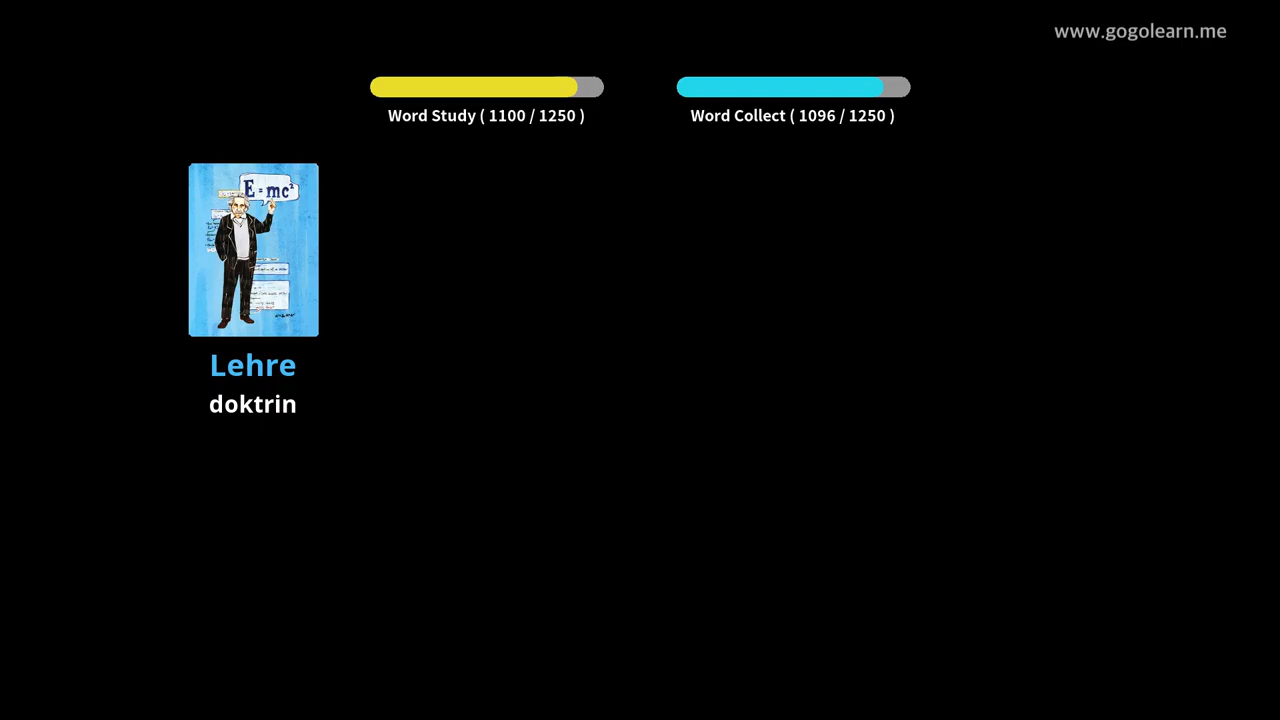 www.gogolearn.me
Word Study ( 1100 / 1250 )
Word Collect ( 1096 / 1250 )
E = mc²
Lehre
doktrin